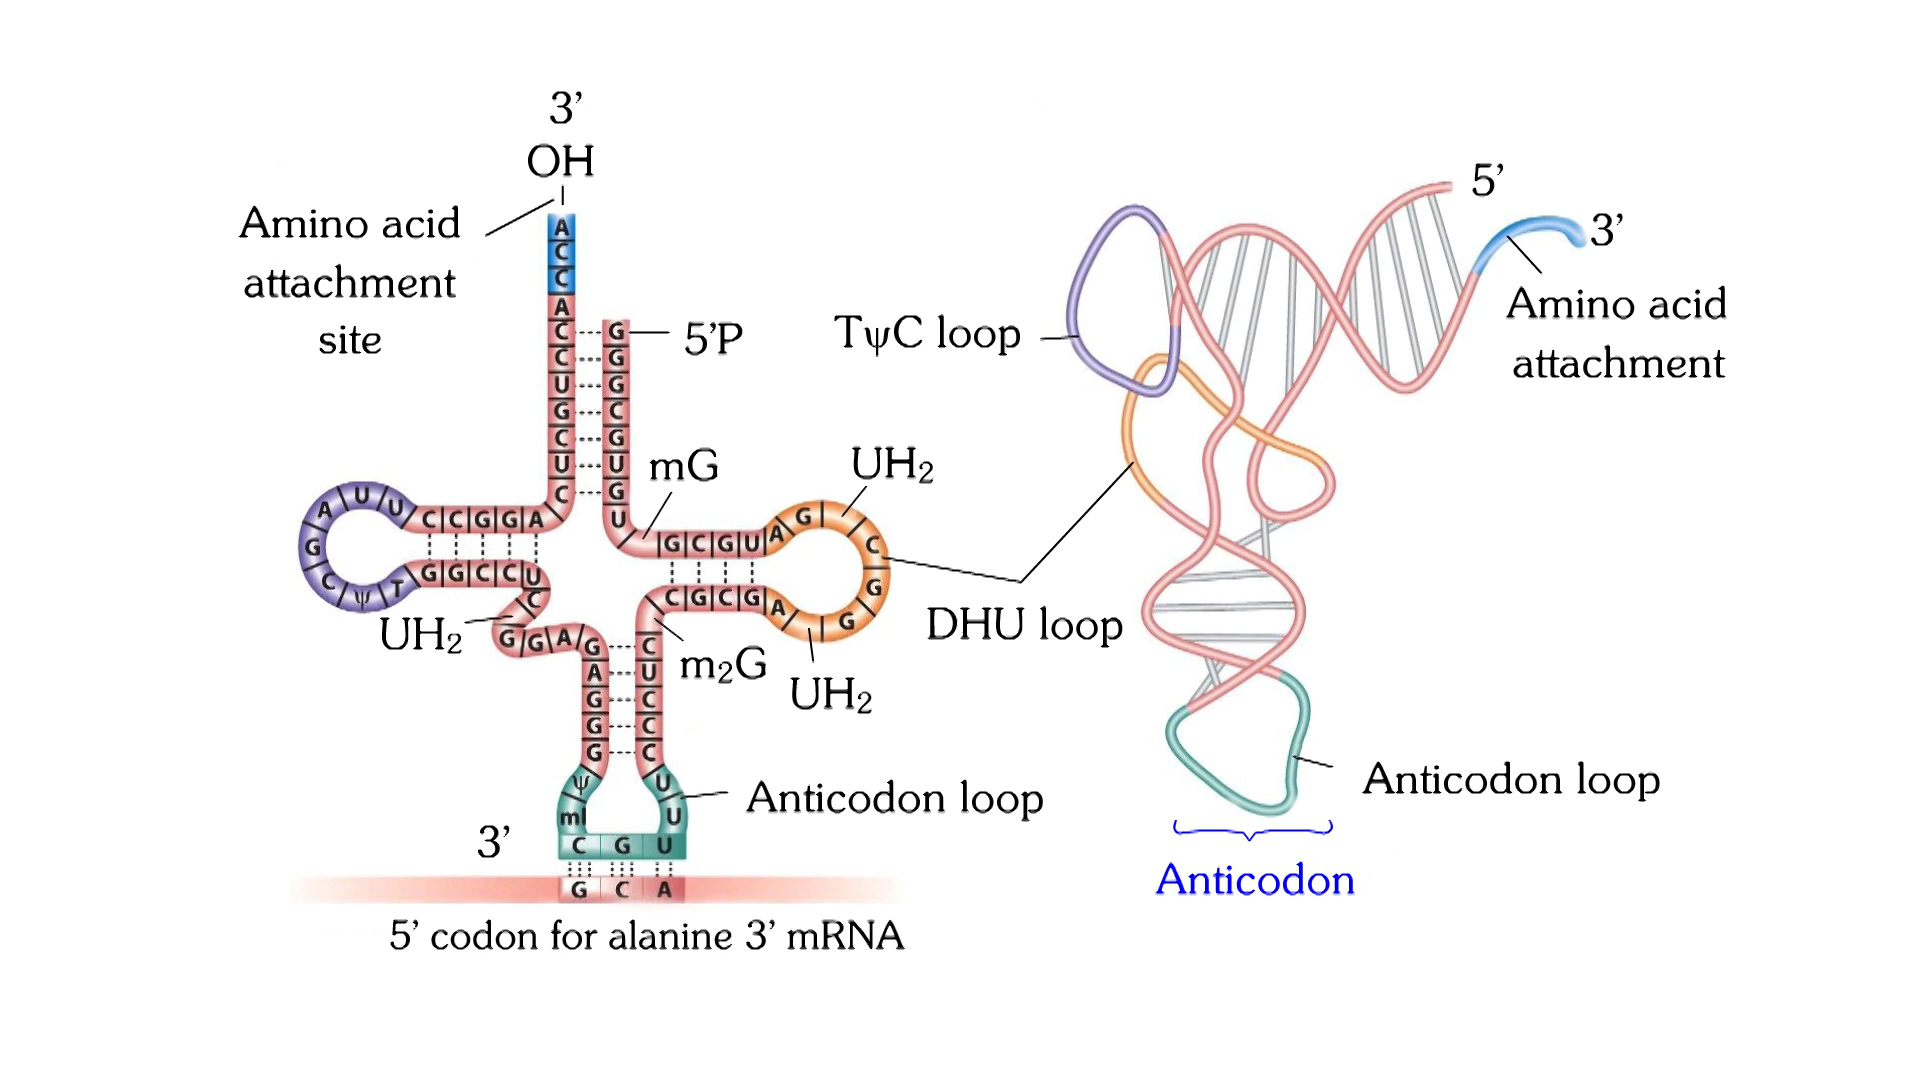 3’
OH
Amino acid
attachment
site
A
C
C
A
C
C
U
G
C
U
C
5’P
G
G
G
C
G
U
G
U
mG
UH₂
U U A G C ψ T
C C G G A
G G C C U
C
UH₂
G G A G
A
G
G
G
G C G U A G C G G A
C G C G
UH₂
m₂G
C
U
C
C
C
ψ
mI
U
U
Anticodon loop
3’
C G U
G C A
5’ codon for alanine 3’ mRNA
TψC loop
DHU loop
5’
3’
Amino acid
attachment
Anticodon loop
Anticodon